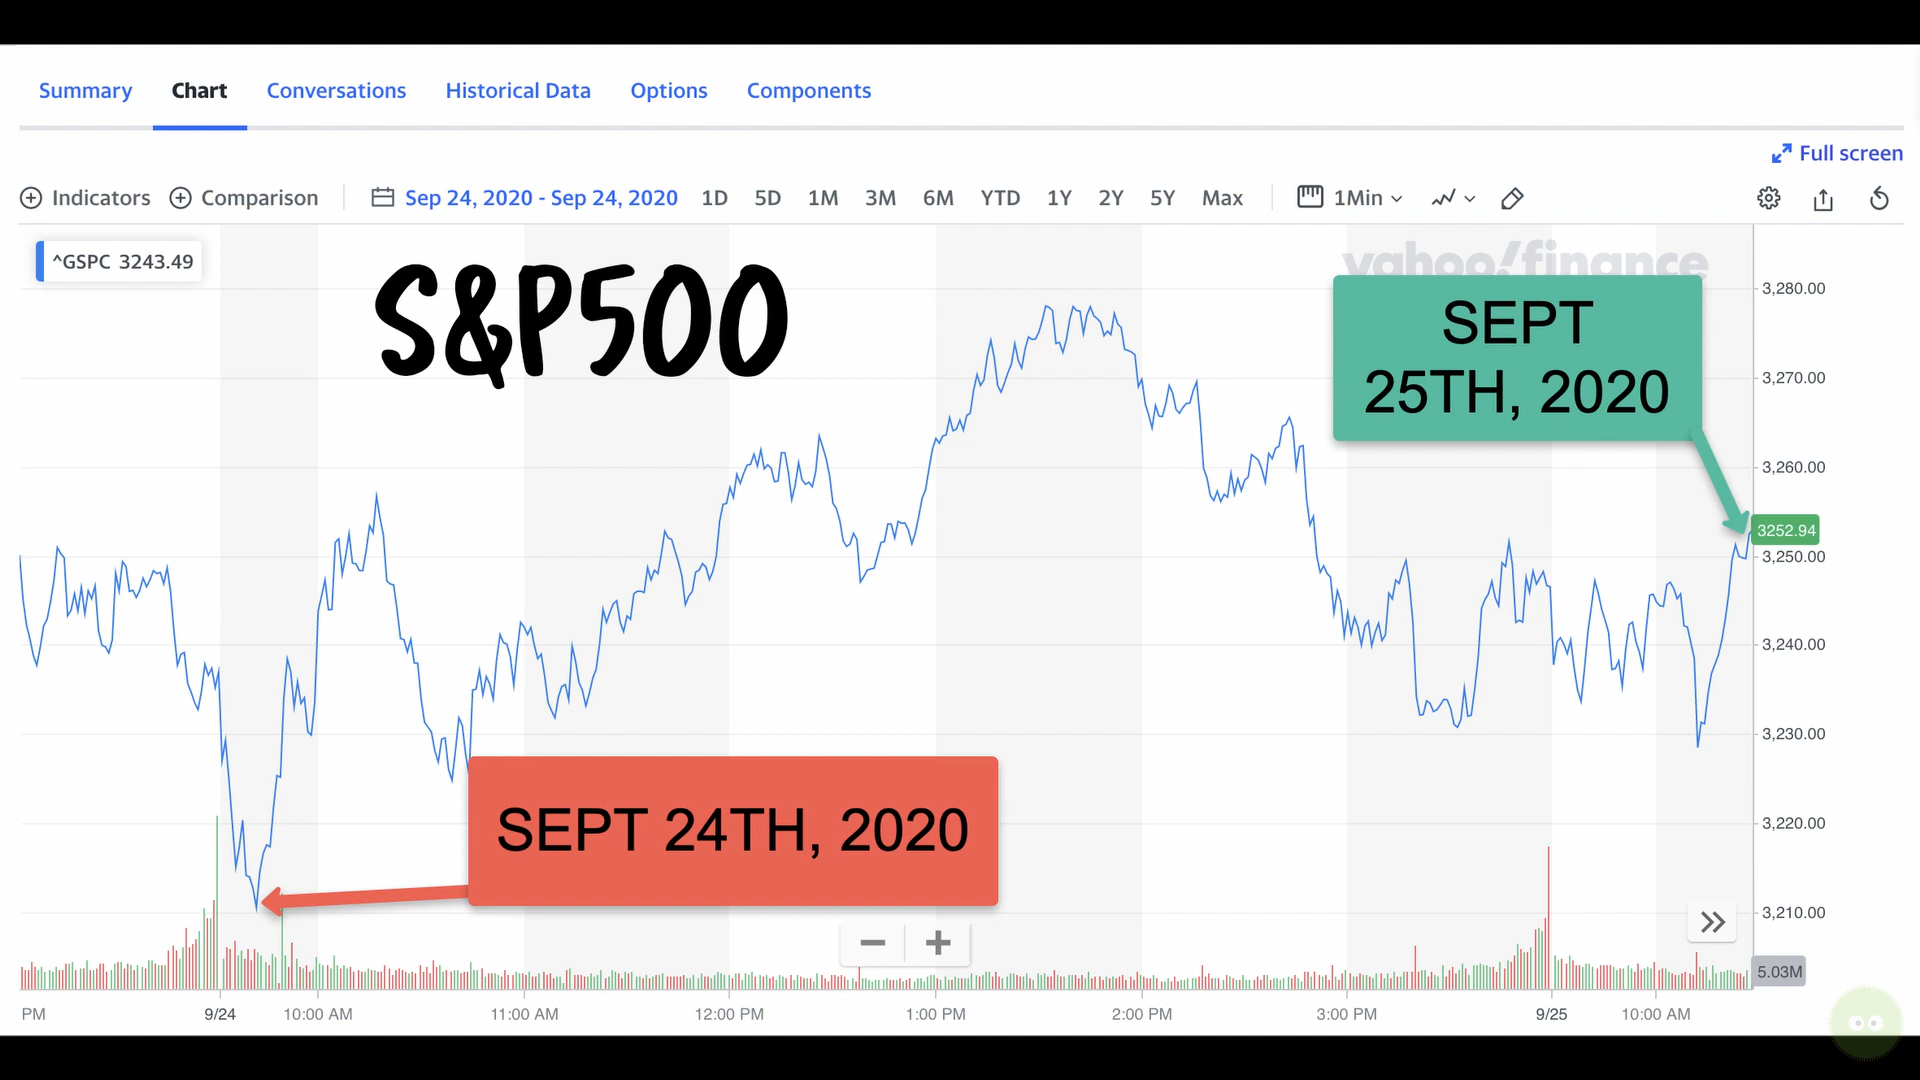 Summary Chart Conversations Historical Data Options Components
Full screen
Indicators Comparison Sep 24, 2020 - Sep 24, 2020 1D 5D 1M 3M 6M YTD 1Y 2Y 5Y Max 1Min
^GSPC 3243.49
yahoo!finance
S&P500
SEPT
25TH, 2020
3,280.00
3,270.00
3,260.00
3252.94
3,250.00
3,240.00
3,230.00
3,220.00
3,210.00
SEPT 24TH, 2020
5.03M
PM 9/24 10:00 AM 11:00 AM 12:00 PM 1:00 PM 2:00 PM 3:00 PM 9/25 10:00 AM